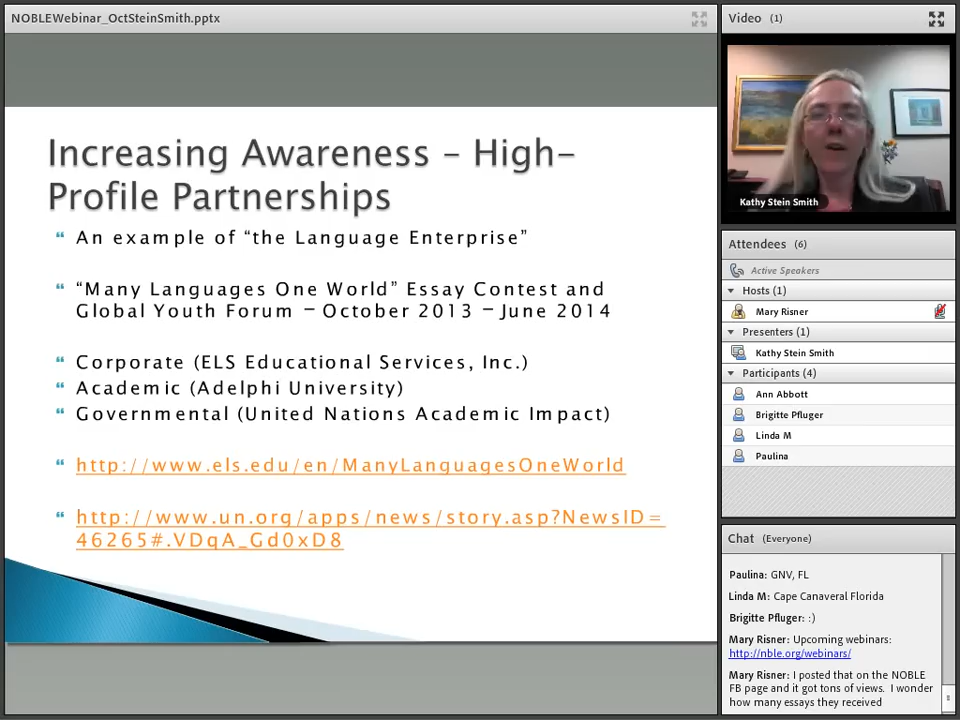 NOBLEWebinar_OctSteinSmith.pptx
Increasing Awareness – High-
Profile Partnerships
An example of “the Language Enterprise”
“Many Languages One World” Essay Contest and
Global Youth Forum – October 2013 – June 2014
Corporate (ELS Educational Services, Inc.)
Academic (Adelphi University)
Governmental (United Nations Academic Impact)
http://www.els.edu/en/ManyLanguagesOneWorld
http://www.un.org/apps/news/story.asp?NewsID=
46265#.VDqA_Gd0xD8
Video (1)
Kathy Stein Smith
Attendees (6)
Active Speakers
Hosts (1)
Mary Risner
Presenters (1)
Kathy Stein Smith
Participants (4)
Ann Abbott
Brigitte Pfluger
Linda M
Paulina
Chat (Everyone)
Paulina: GNV, FL
Linda M: Cape Canaveral Florida
Brigitte Pfluger: :)
Mary Risner: Upcoming webinars:
http://nble.org/webinars/
Mary Risner: I posted that on the NOBLE
FB page and it got tons of views. I wonder
how many essays they received